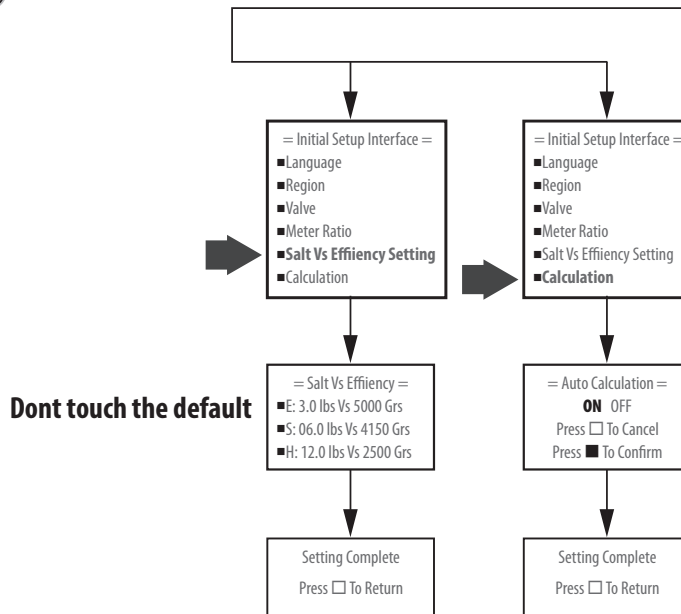 = Initial Setup Interface =
■Language
■Region
■Valve
■Meter Ratio
■Salt Vs Effiiency Setting
■Calculation
= Initial Setup Interface =
■Language
■Region
■Valve
■Meter Ratio
■Salt Vs Effiiency Setting
■Calculation
Dont touch the default
= Salt Vs Effiiency =
■E: 3.0 lbs Vs 5000 Grs
■S: 06.0 lbs Vs 4150 Grs
■H: 12.0 lbs Vs 2500 Grs
= Auto Calculation =
ON OFF
Press □ To Cancel
Press ■ To Confirm
Setting Complete
Press □ To Return
Setting Complete
Press □ To Return